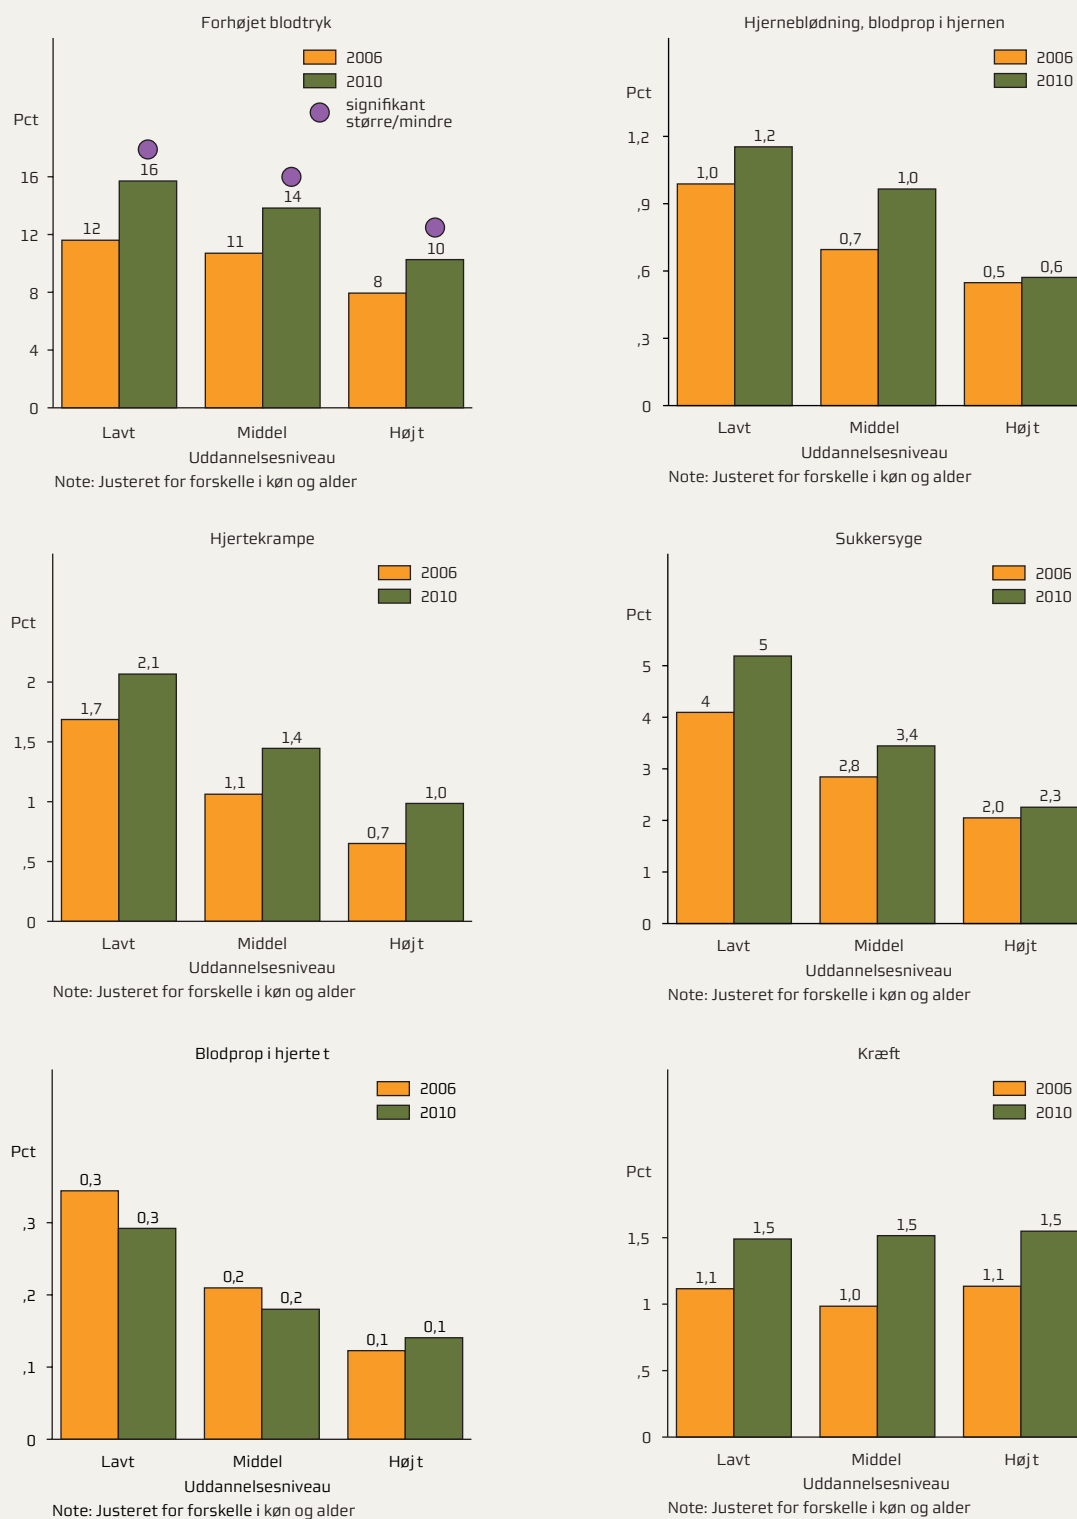 Forhøjet blodtryk
2006
2010
signifikant
større/mindre
Pct
16
12
8
4
0
12
16
11
14
8
10
Lavt
Middel
Højt
Uddannelsesniveau
Note: Justeret for forskelle i køn og alder
Hjerneblødning, blodprop i hjernen
2006
2010
Pct
1,2
,9
,6
,3
0
1,0
1,2
0,7
1,0
0,5
0,6
Lavt
Middel
Højt
Uddannelsesniveau
Note: Justeret for forskelle i køn og alder
Hjertekrampe
2006
2010
Pct
2
1,5
1
,5
0
1,7
2,1
1,1
1,4
0,7
1,0
Lavt
Middel
Højt
Uddannelsesniveau
Note: Justeret for forskelle i køn og alder
Sukkersyge
2006
2010
Pct
5
4
3
2
1
0
4
5
2,8
3,4
2,0
2,3
Lavt
Middel
Højt
Uddannelsesniveau
Note: Justeret for forskelle i køn og alder
Blodprop i hjertet
2006
2010
Pct
,3
,2
,1
0
0,3
0,3
0,2
0,2
0,1
0,1
Lavt
Middel
Højt
Uddannelsesniveau
Note: Justeret for forskelle i køn og alder
Kræft
2006
2010
Pct
1,5
1
,5
0
1,1
1,5
1,0
1,5
1,1
1,5
Lavt
Middel
Højt
Uddannelsesniveau
Note: Justeret for forskelle i køn og alder